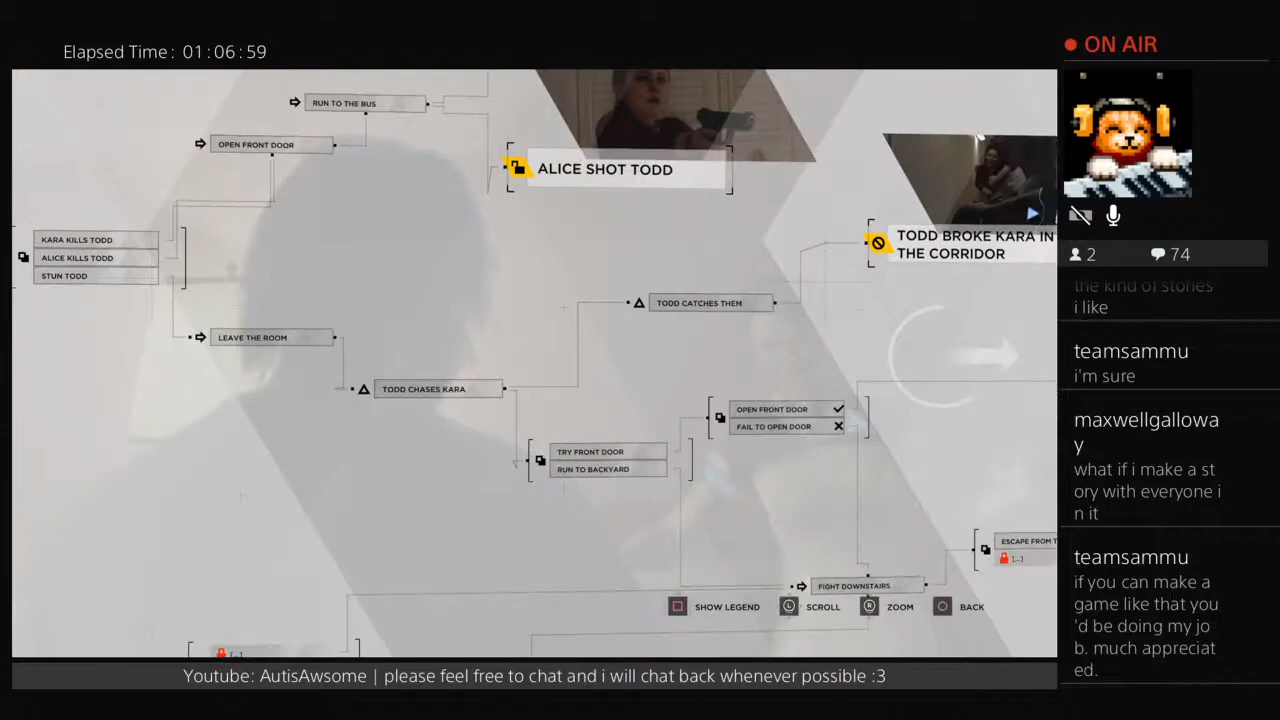 Elapsed Time: 01:06:59
ON AIR
RUN TO THE BUS
OPEN FRONT DOOR
ALICE SHOT TODD
TODD BROKE KARA IN
THE CORRIDOR
KARA KILLS TODD
ALICE KILLS TODD
STUN TODD
TODD CATCHES THEM
LEAVE THE ROOM
TODD CHASES KARA
OPEN FRONT DOOR
FAIL TO OPEN DOOR
TRY FRONT DOOR
RUN TO BACKYARD
ESCAPE FROM T
[...]
FIGHT DOWNSTAIRS
SHOW LEGEND
L SCROLL
R ZOOM
BACK
[...]
Youtube: AutisAwsome | please feel free to chat and i will chat back whenever possible :3
2
74
the kind of stories
i like
teamsammu
i'm sure
maxwellgallowa
y
what if i make a st
ory with everyone i
n it
teamsammu
if you can make a
game like that you
'd be doing my jo
b. much appreciat
ed.